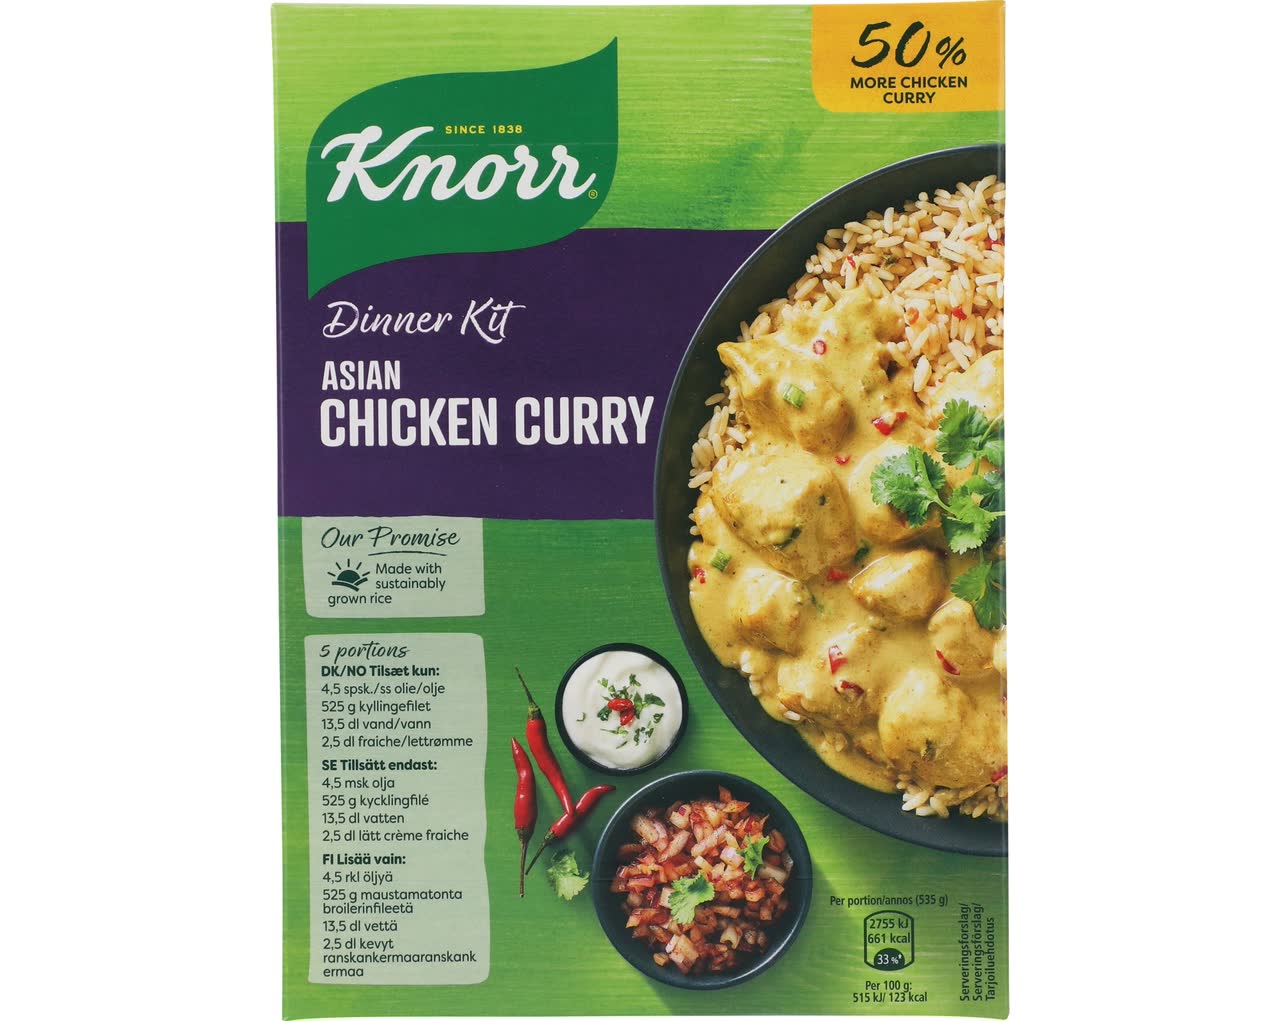 50%
MORE CHICKEN
CURRY
SINCE 1838
Knorr®
Dinner Kit
ASIAN
CHICKEN CURRY
Our Promise
Made with
sustainably
grown rice
5 portions
DK/NO Tilsæt kun:
4,5 spsk./ss olie/olje
525 g kyllingefilet
13,5 dl vand/vann
2,5 dl fraiche/lettrømme
SE Tillsätt endast:
4,5 msk olja
525 g kycklingfilé
13,5 dl vatten
2,5 dl lätt crème fraiche
FI Lisää vain:
4,5 rkl öljyä
525 g maustamatonta
broilerinfileetä
13,5 dl vettä
2,5 dl kevyt
ranskankermaaranskank
ermaa
Per portion/annos (535 g)
2755 kJ
661 kcal
33 %*
Per 100 g:
515 kJ/ 123 kcal
Serveringsforslag/
Serveringsförslag/
Tarjoiluehdotus